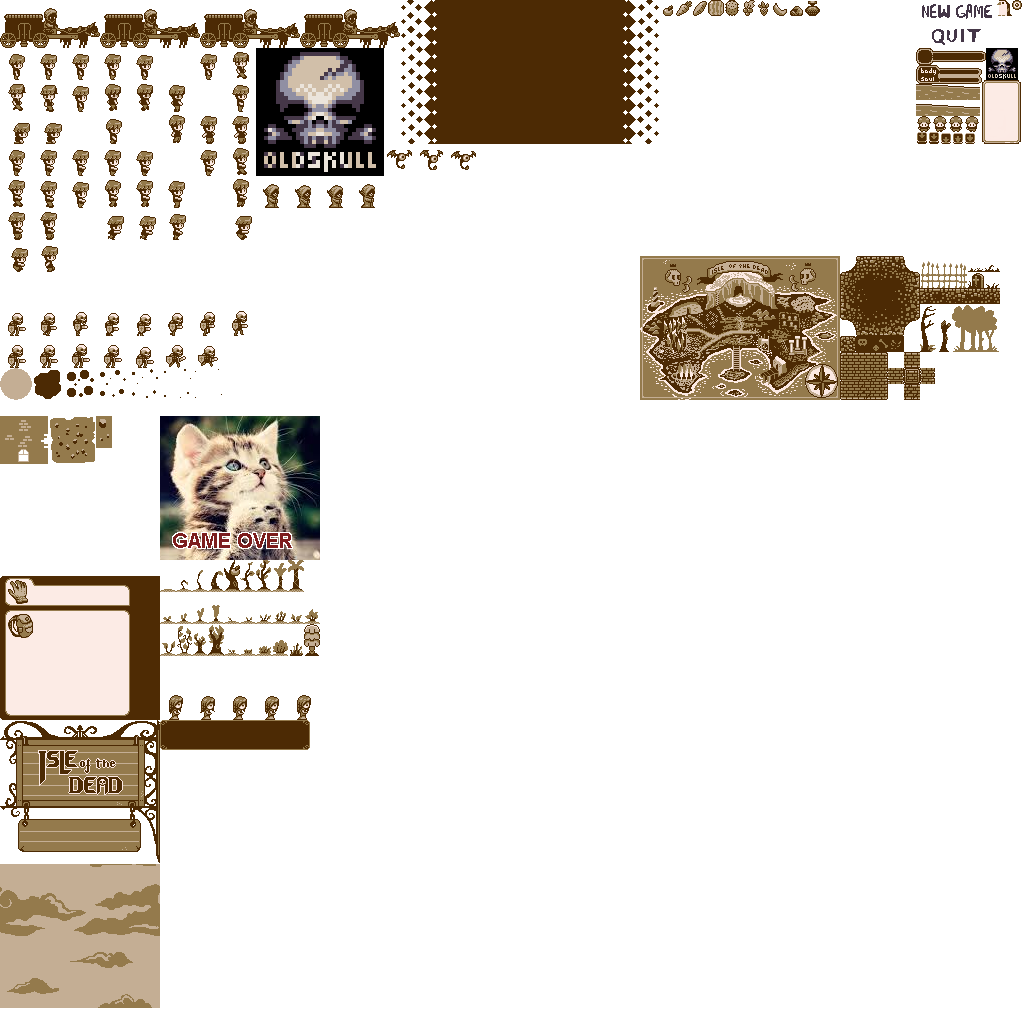 NEW GAME
QUIT
OLDSKULL
body
soul
OLDSKULL
ISLE OF THE DEAD
GAME OVER
ISLE of the
DEAD